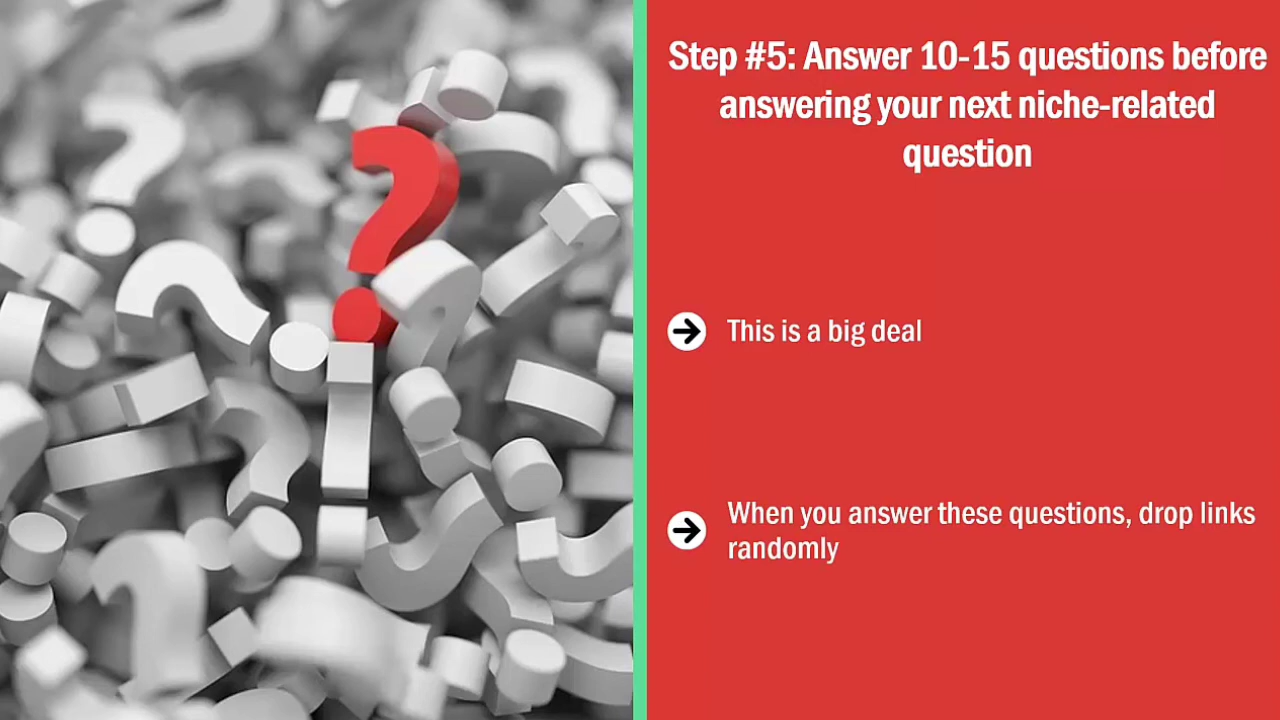 Step #5: Answer 10-15 questions before
answering your next niche-related
question
This is a big deal
When you answer these questions, drop links
randomly